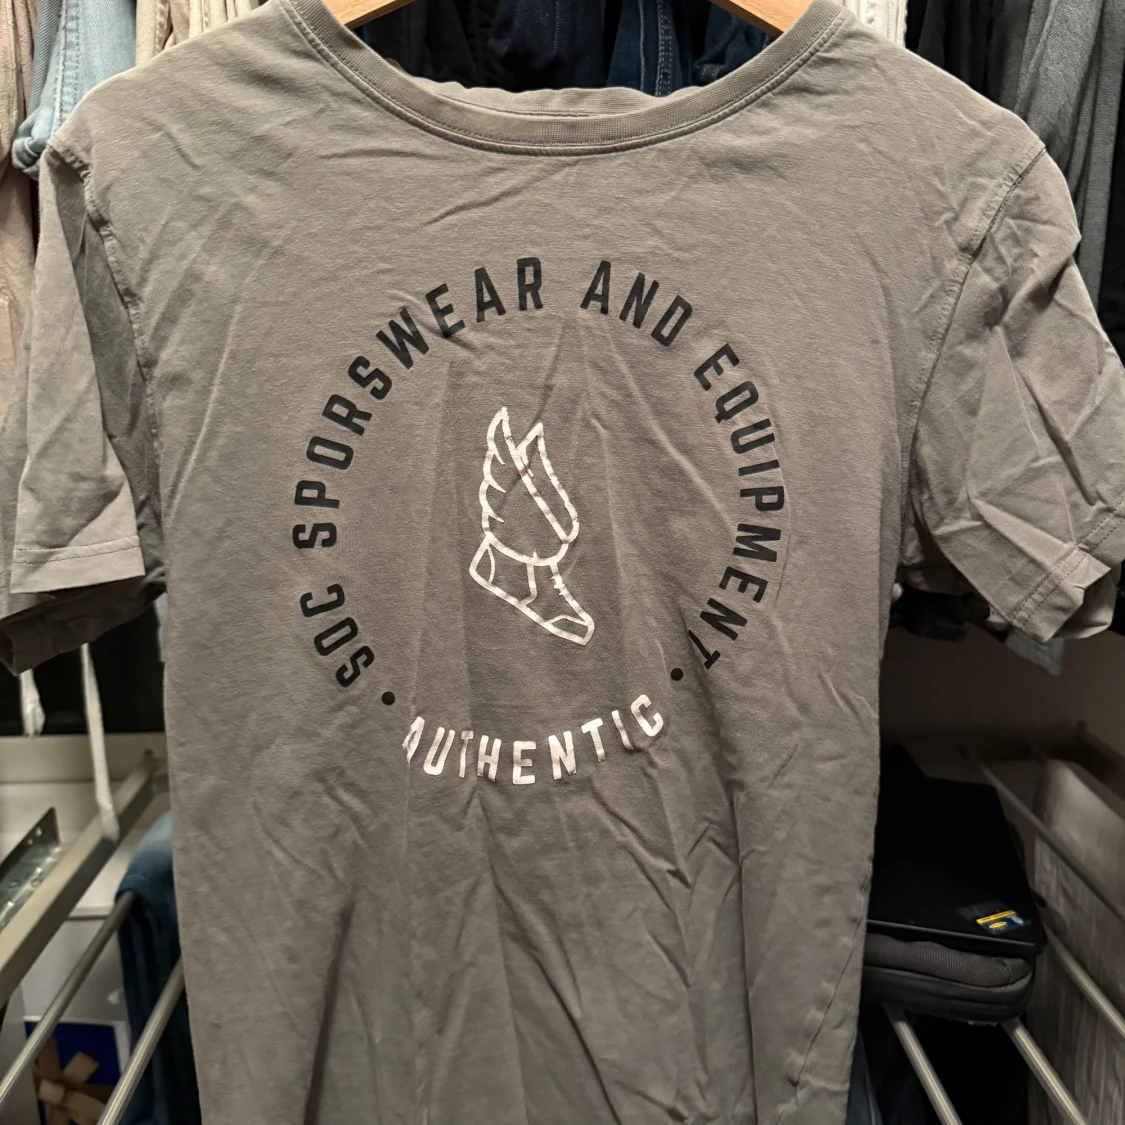 SOC SPORSWEAR AND EQUIPMENT
• AUTHENTIC •